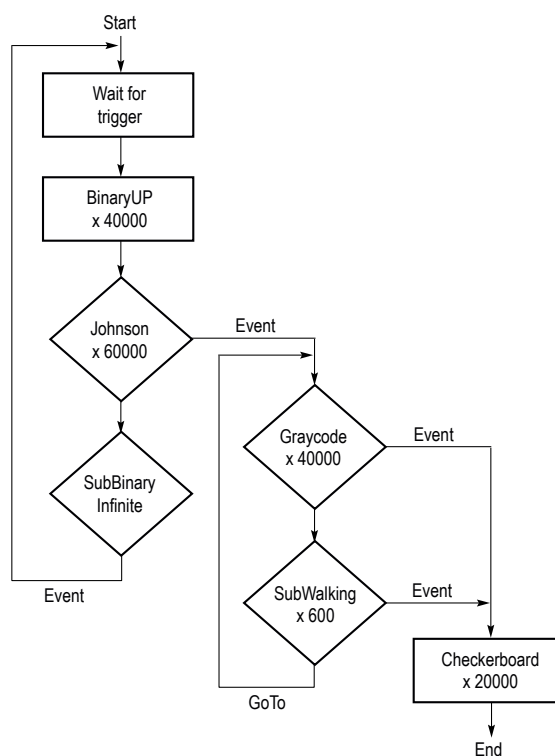 Start
Wait for
trigger
BinaryUP
x 40000
Johnson
x 60000
Event
SubBinary
Infinite
Event
Graycode
x 40000
Event
SubWalking
x 600
Event
GoTo
Checkerboard
x 20000
End